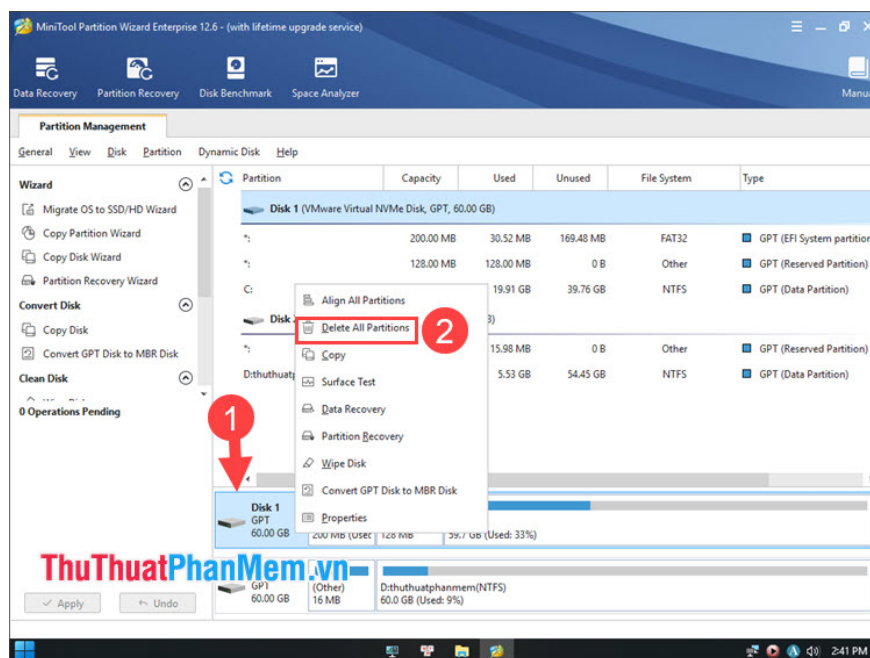 MiniTool Partition Wizard Enterprise 12.6 - (with lifetime upgrade service)
Data Recovery Partition Recovery Disk Benchmark Space Analyzer
Partition Management
General View Disk Partition Dynamic Disk Help
Wizard
Migrate OS to SSD/HD Wizard
Copy Partition Wizard
Copy Disk Wizard
Partition Recovery Wizard
Convert Disk
Copy Disk
Convert GPT Disk to MBR Disk
Clean Disk
0 Operations Pending
Apply Undo
Partition Capacity Used Unused File System Type
Disk 1 (VMware Virtual NVMe Disk, GPT, 60.00 GB)
*: 200.00 MB 30.52 MB 169.48 MB FAT32 GPT (EFI System partition
*: 128.00 MB 128.00 MB 0 B Other GPT (Reserved Partition)
C: 19.91 GB 39.76 GB NTFS GPT (Data Partition)
Disk
*: 15.98 MB 0 B Other GPT (Reserved Partition)
5.53 GB 54.45 GB NTFS GPT (Data Partition)
Align All Partitions
Delete All Partitions
Copy
Surface Test
Data Recovery
Partition Recovery
Wipe Disk
Convert GPT Disk to MBR Disk
Properties
1
2
Disk 1
GPT
60.00 GB
200 MB (Used 128 MB 59.7 GB (Used: 33%)
ThuThuatPhanMem.vn
GPT
60.00 GB
(Other)
16 MB
D:thuthuatphanmem(NTFS)
60.0 GB (Used: 9%)
2:41 PM